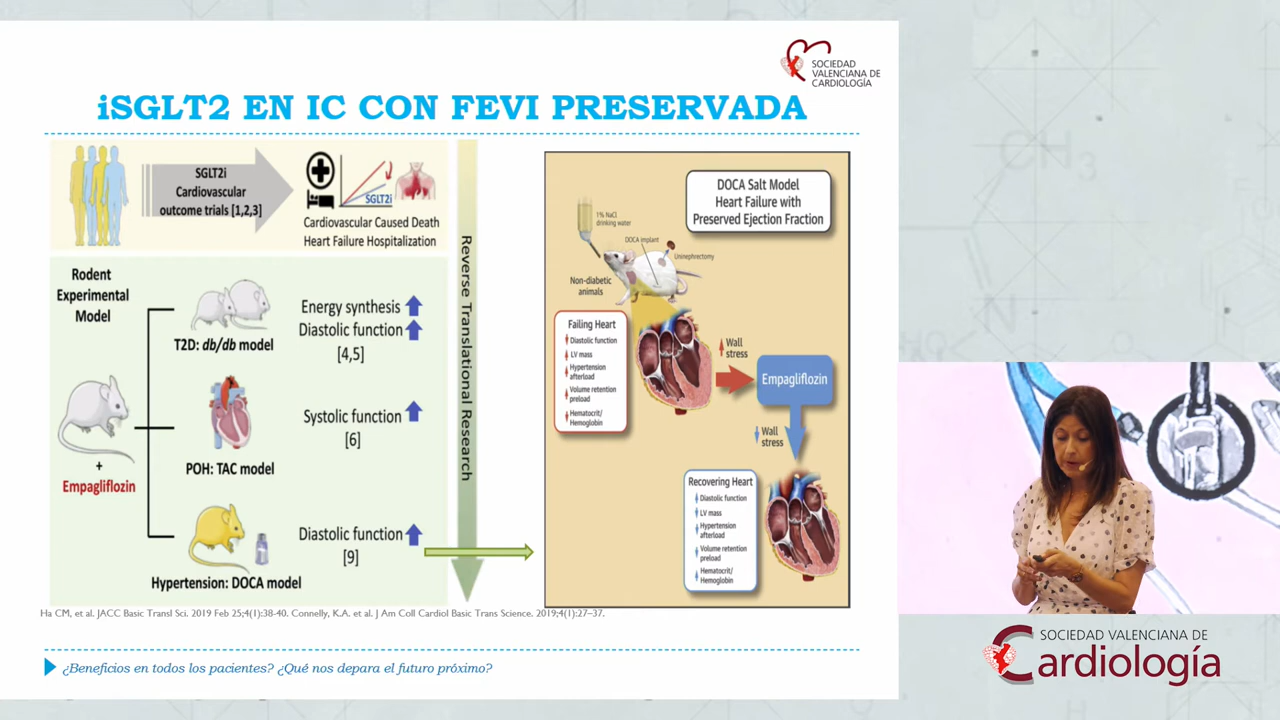 SOCIEDAD
VALENCIANA DE
CARDIOLOGÍA
iSGLT2 EN IC CON FEVI PRESERVADA
SGLT2i
Cardiovascular
outcome trials [1,2,3]
SGLT2i
Cardiovascular Caused Death
Heart Failure Hospitalization
Rodent
Experimental
Model
T2D: db/db model
Energy synthesis
Diastolic function
[4,5]
POH: TAC model
Systolic function
[6]
+
Empagliflozin
Hypertension: DOCA model
Diastolic function
[9]
Reverse Translational Research
DOCA Salt Model
Heart Failure with
Preserved Ejection Fraction
1% NaCl
drinking water
DOCA implant
Uninephrectomy
Non-diabetic
animals
Failing Heart
Diastolic function
LV mass
Hypertension
afterload
Volume retention
preload
Hematocrit/
Hemoglobin
Wall
stress
Empagliflozin
Wall
stress
Recovering Heart
Diastolic function
LV mass
Hypertension
afterload
Volume retention
preload
Hematocrit/
Hemoglobin
Ha CM, et al. JACC Basic Transl Sci. 2019 Feb 25;4(1):38-40. Connelly, K.A. et al. J Am Coll Cardiol Basic Trans Science. 2019;4(1):27–37.
¿Beneficios en todos los pacientes? ¿Qué nos depara el futuro próximo?
SOCIEDAD VALENCIANA DE
Cardiología
CH3
N